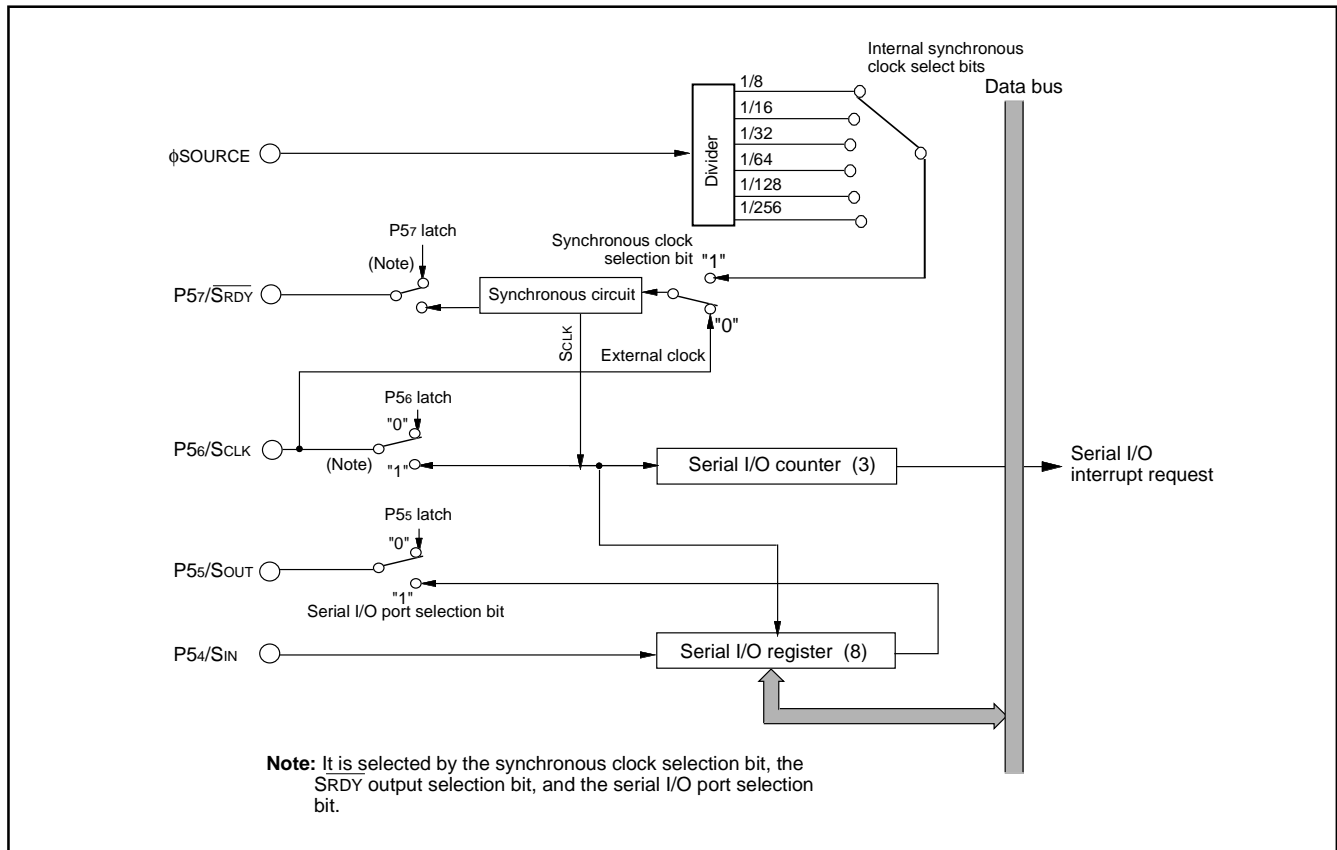 Internal synchronous
clock select bits
Data bus
1/8
1/16
1/32
1/64
1/128
1/256
Divider
φSOURCE
P57 latch
(Note)
Synchronous clock
selection bit
"1"
P57/SRDY
Synchronous circuit
"0"
SCLK
External clock
P56 latch
"0"
P56/SCLK
(Note)
"1"
Serial I/O counter (3)
Serial I/O
interrupt request
P55 latch
"0"
P55/SOUT
"1"
Serial I/O port selection bit
P54/SIN
Serial I/O register (8)
Note: It is selected by the synchronous clock selection bit, the
SRDY output selection bit, and the serial I/O port selection
bit.